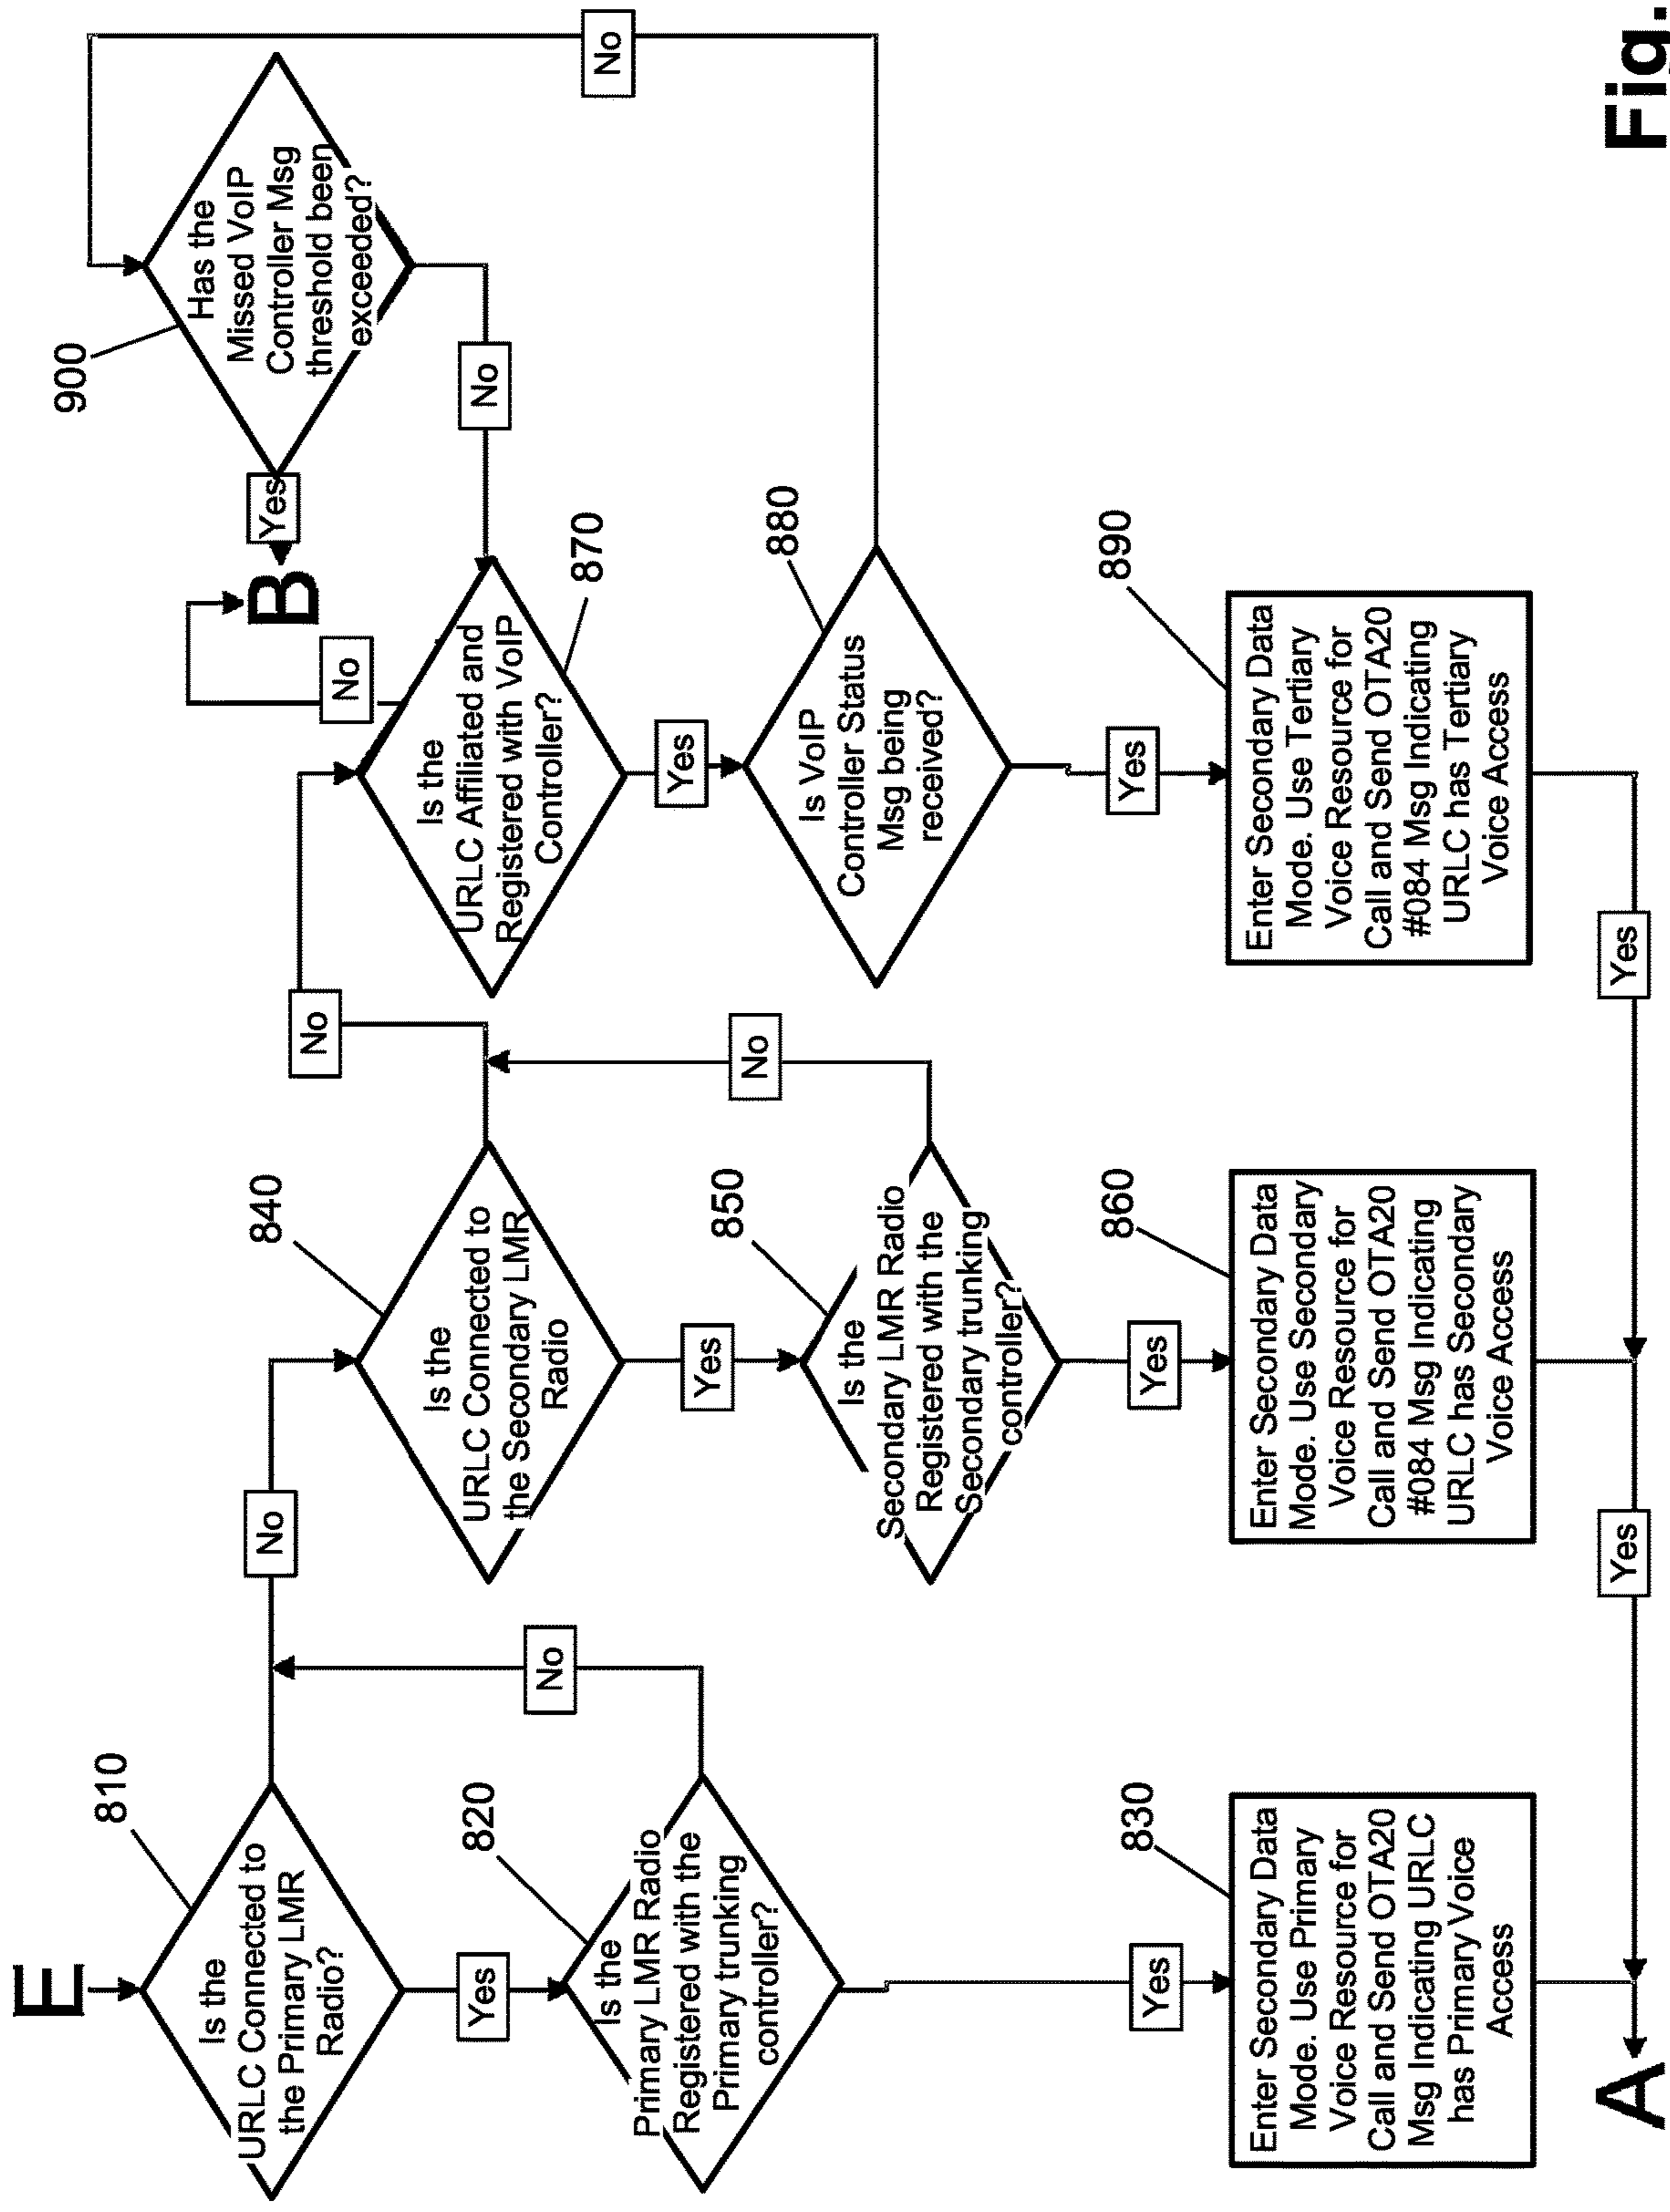 E
810
Is the
URLC Connected to
the Primary LMR
Radio?
No
Yes
820
Is the
Primary LMR Radio
Registered with the
Primary trunking
controller?
No
Yes
830
Enter Secondary Data
Mode. Use Primary
Voice Resource for
Call and Send OTA20
Msg Indicating URLC
has Primary Voice
Access
840
Is the
URLC Connected to
the Secondary LMR
Radio
No
Yes
850
Is the
Secondary LMR Radio
Registered with the
Secondary trunking
controller?
No
Yes
860
Enter Secondary Data
Mode. Use Secondary
Voice Resource for
Call and Send OTA20
#084 Msg Indicating
URLC has Secondary
Voice Access
Yes
870
Is the
URLC Affiliated and
Registered with VoIP
Controller?
No
B
Yes
880
Is VoIP
Controller Status
Msg being
received?
No
Yes
890
Enter Secondary Data
Mode. Use Tertiary
Voice Resource for
Call and Send OTA20
#084 Msg Indicating
URLC has Tertiary
Voice Access
Yes
900
Has the
Missed VoIP
Controller Msg
threshold been
exceeded?
Yes
No
A
Fig.